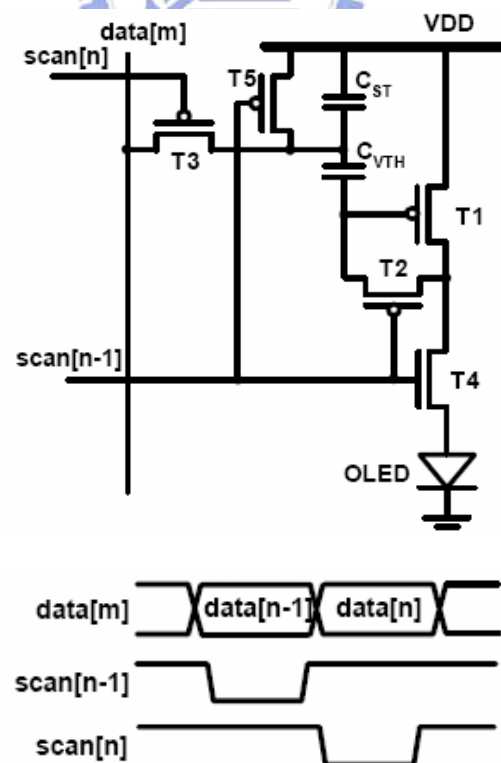 data[m]
VDD
scan[n]
T5
CST
T3
CVTH
T1
T2
scan[n-1]
T4
OLED
data[m]
data[n-1]
data[n]
scan[n-1]
scan[n]